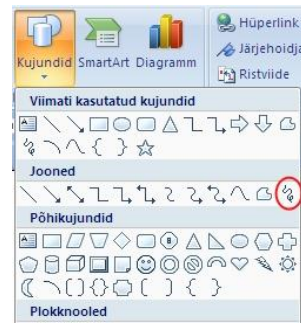 Kujundid SmartArt Diagramm
Hüperlink
Järjehoidja
Ristviide
Viimati kasutatud kujundid
Jooned
Põhikujundid
Plokknooled